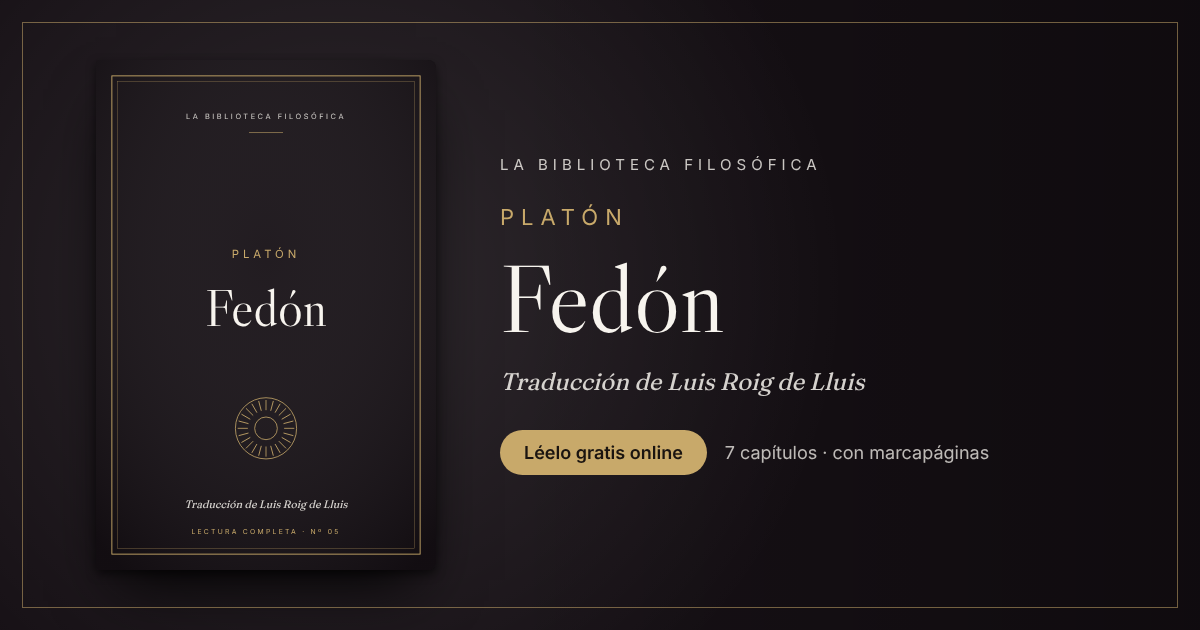 LA BIBLIOTECA FILOSÓFICA
PLATÓN
Fedón
Traducción de Luis Roig de Lluis
LECTURA COMPLETA · Nº 05
LA BIBLIOTECA FILOSÓFICA
PLATÓN
Fedón
Traducción de Luis Roig de Lluis
Léelo gratis online
7 capítulos · con marcapáginas